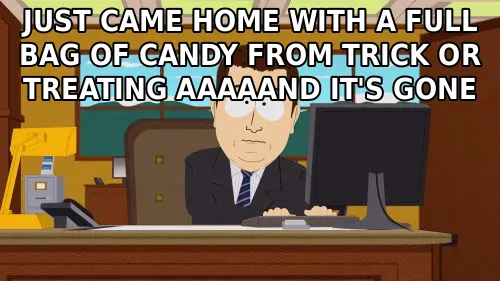 JUST CAME HOME WITH A FULL
BAG OF CANDY FROM TRICK OR
TREATING AAAAAND IT'S GONE